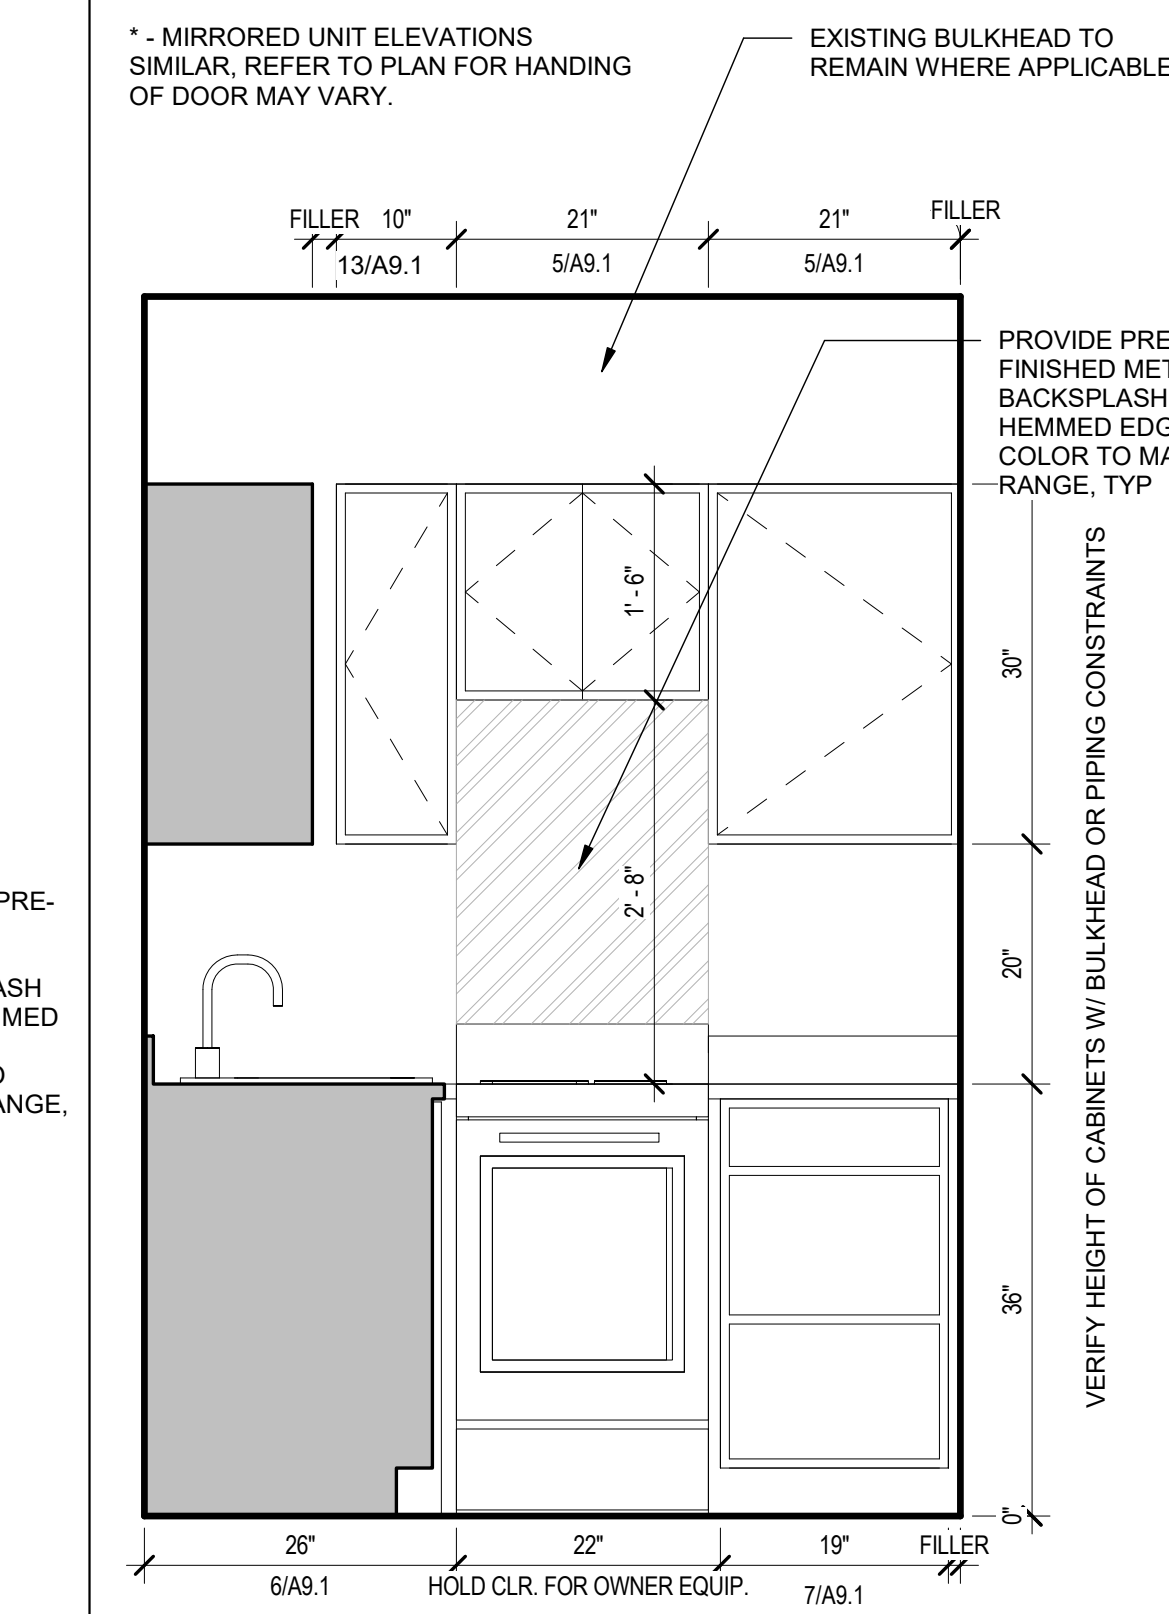 * - MIRRORED UNIT ELEVATIONS
SIMILAR, REFER TO PLAN FOR HANDING
OF DOOR MAY VARY.
EXISTING BULKHEAD TO
REMAIN WHERE APPLICABLE
FILLER 10" 21" 21" FILLER
13/A9.1 5/A9.1 5/A9.1
PROVIDE PRE
FINISHED MET
BACKSPLASH
HEMMED EDG
COLOR TO MA
RANGE, TYP
1' - 6"
2' - 8"
30"
20"
36"
0"
VERIFY HEIGHT OF CABINETS W/ BULKHEAD OR PIPING CONSTRAINTS
PRE-
ASH
MED
ANGE,
26" 22" 19" FILLER
6/A9.1 HOLD CLR. FOR OWNER EQUIP. 7/A9.1